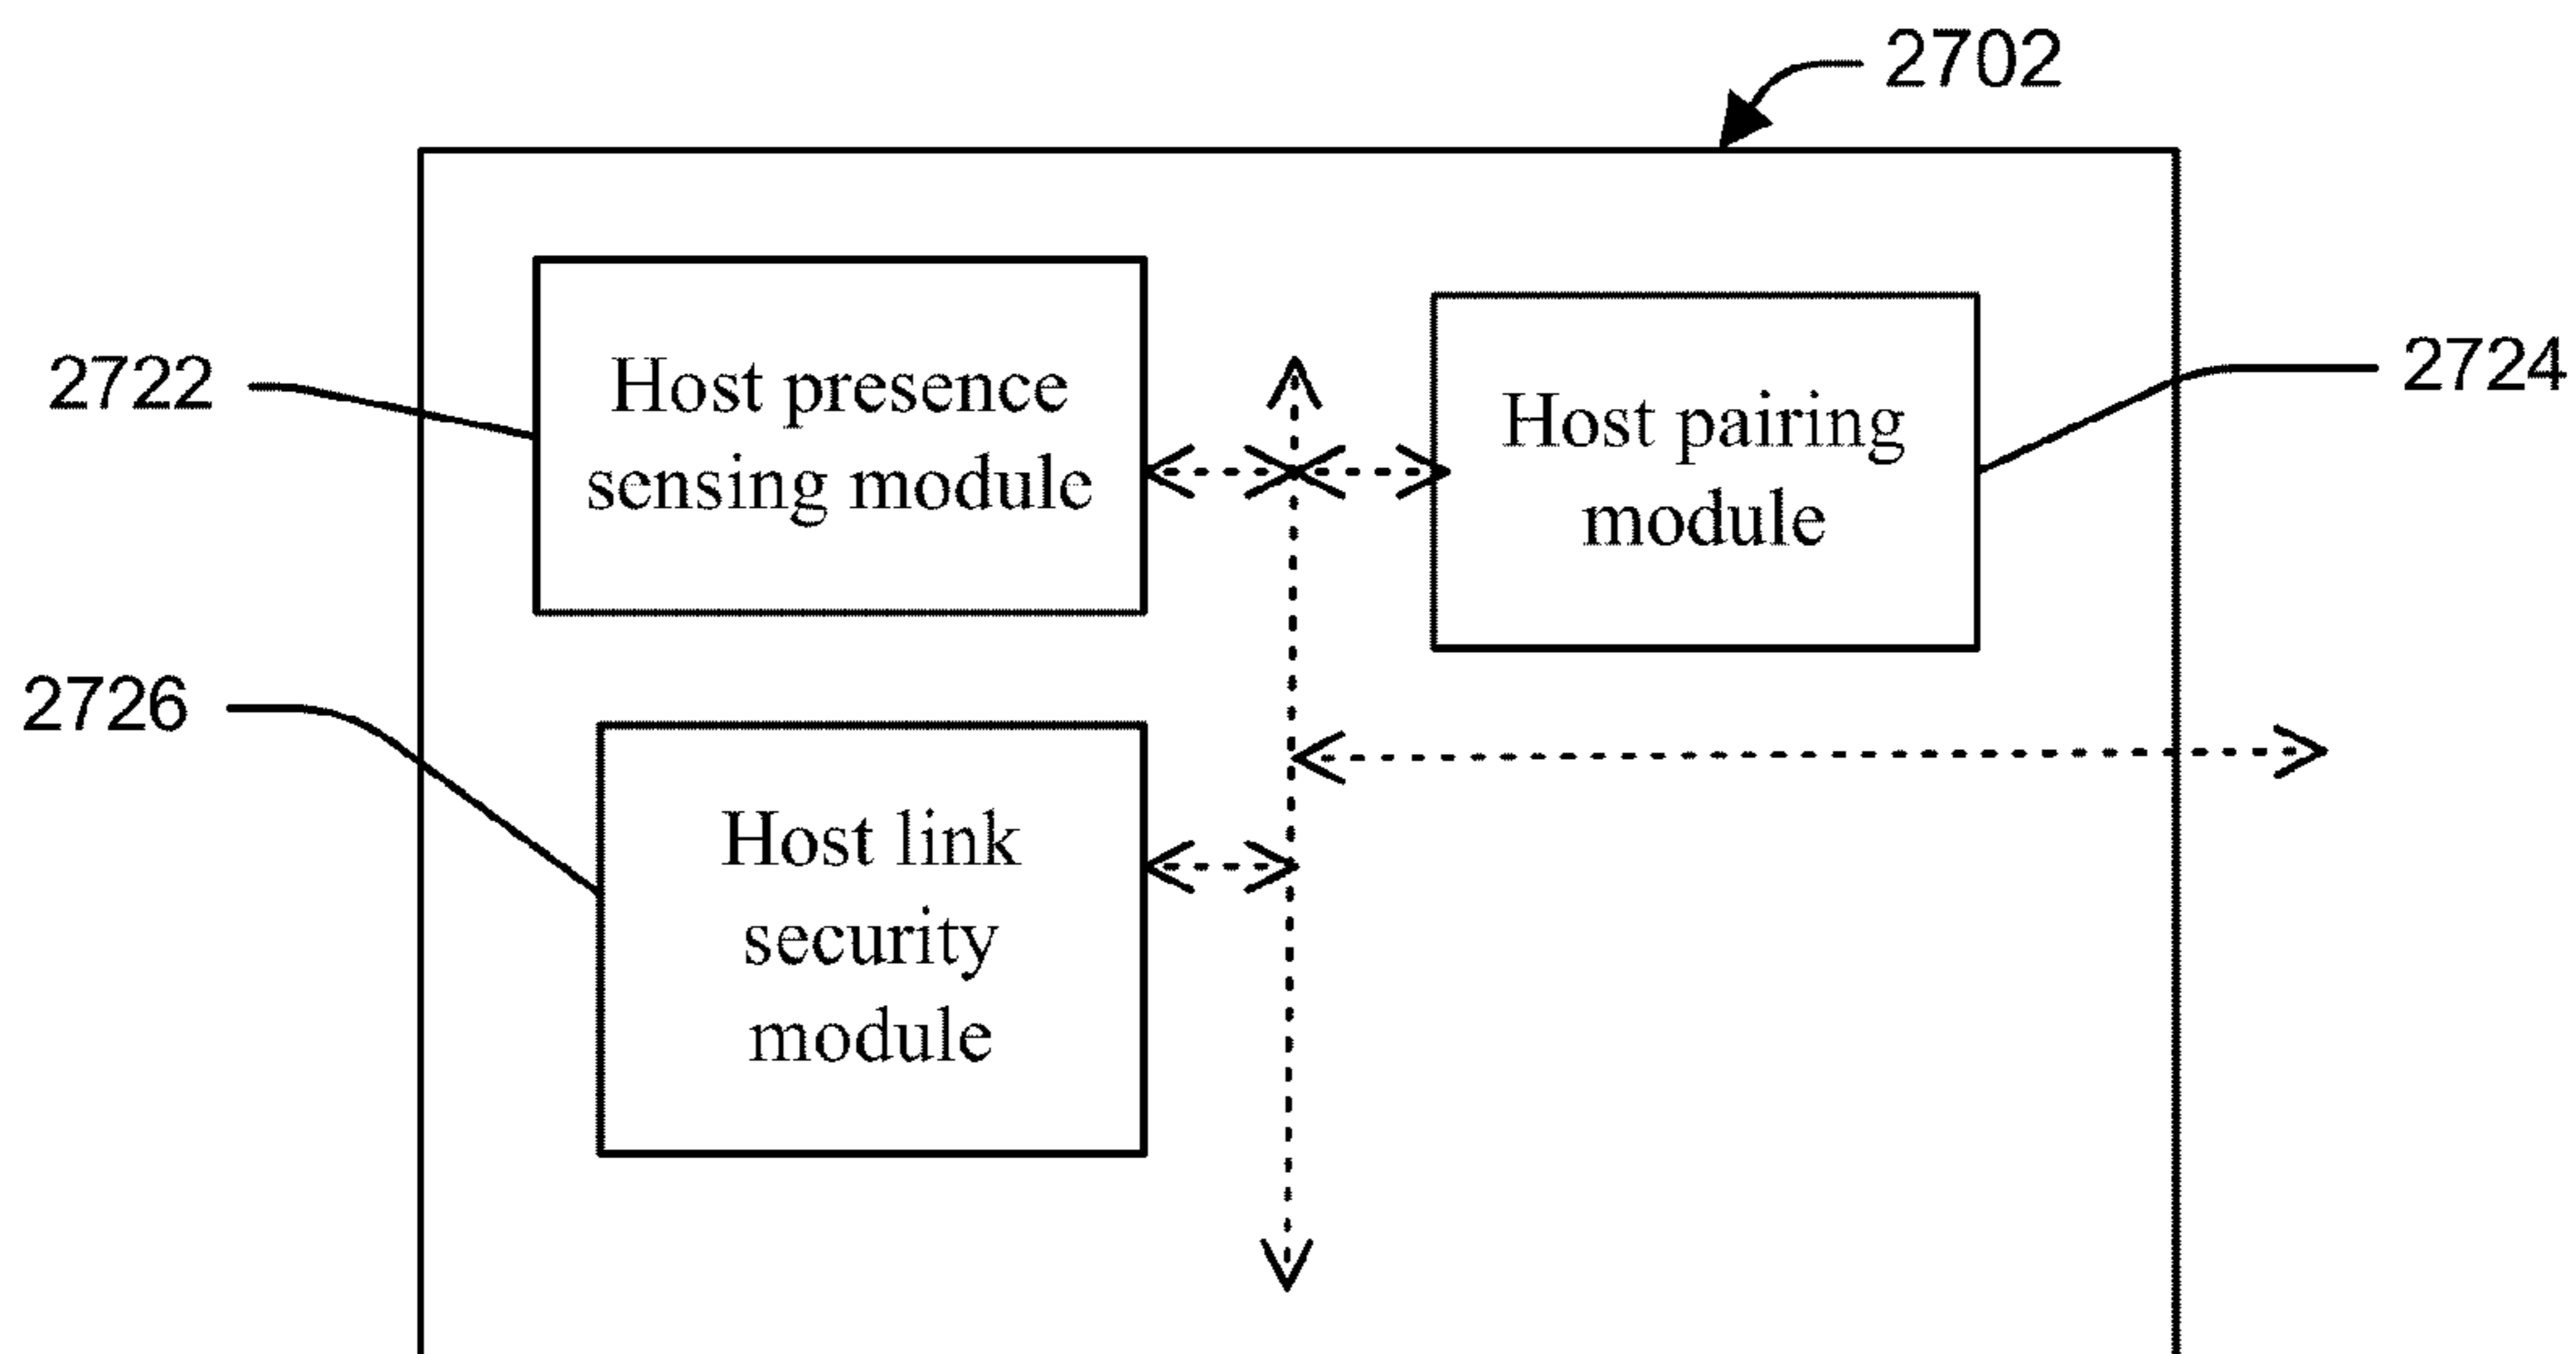 2702
2722
Host presence
sensing module
Host pairing
module
2724
2726
Host link
security
module